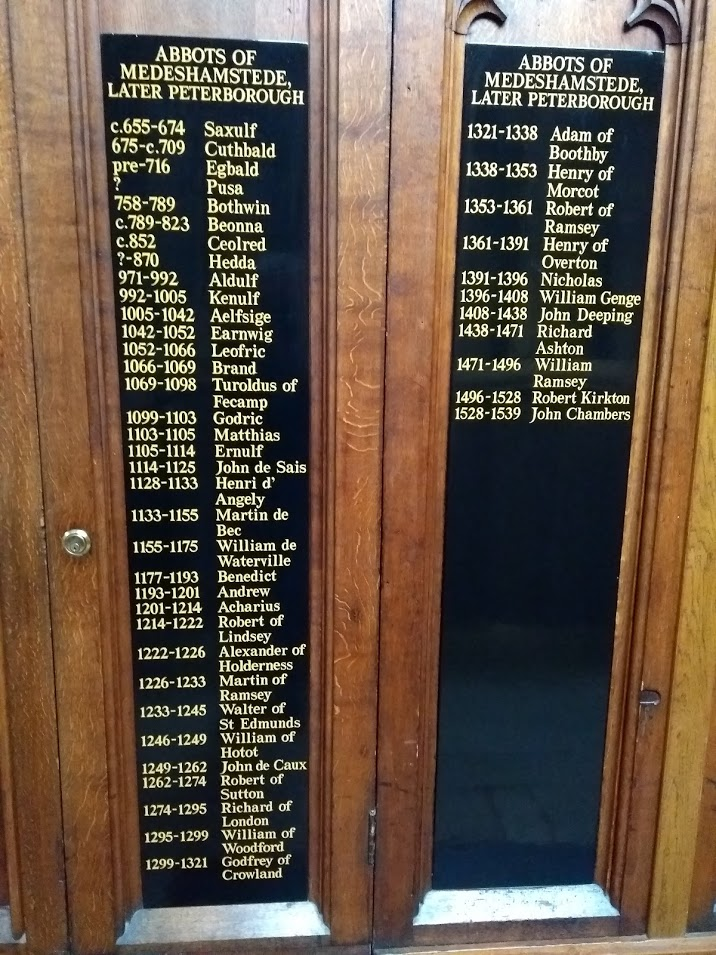 ABBOTS OF
MEDESHAMSTEDE,
LATER PETERBOROUGH
c.655-674 Saxulf
675-c.709 Cuthbald
pre-716 Egbald
? Pusa
758-789 Bothwin
c.789-823 Beonna
c.852 Ceolred
?-870 Hedda
971-992 Aldulf
992-1005 Kenulf
1005-1042 Aelfsige
1042-1052 Earnwig
1052-1066 Leofric
1066-1069 Brand
1069-1098 Turoldus of
Fecamp
1099-1103 Godric
1103-1105 Matthias
1105-1114 Ernulf
1114-1125 John de Sais
1128-1133 Henri d'
Angely
1133-1155 Martin de
Bec
1155-1175 William de
Waterville
1177-1193 Benedict
1193-1201 Andrew
1201-1214 Acharius
1214-1222 Robert of
Lindsey
1222-1226 Alexander of
Holderness
1226-1233 Martin of
Ramsey
1233-1245 Walter of
St Edmunds
1246-1249 William of
Hotot
1249-1262 John de Caux
1262-1274 Robert of
Sutton
1274-1295 Richard of
London
1295-1299 William of
Woodford
1299-1321 Godfrey of
Crowland
ABBOTS OF
MEDESHAMSTEDE,
LATER PETERBOROUGH
1321-1338 Adam of
Boothby
1338-1353 Henry of
Morcot
1353-1361 Robert of
Ramsey
1361-1391 Henry of
Overton
1391-1396 Nicholas
1396-1408 William Genge
1408-1438 John Deeping
1438-1471 Richard
Ashton
1471-1496 William
Ramsey
1496-1528 Robert Kirkton
1528-1539 John Chambers